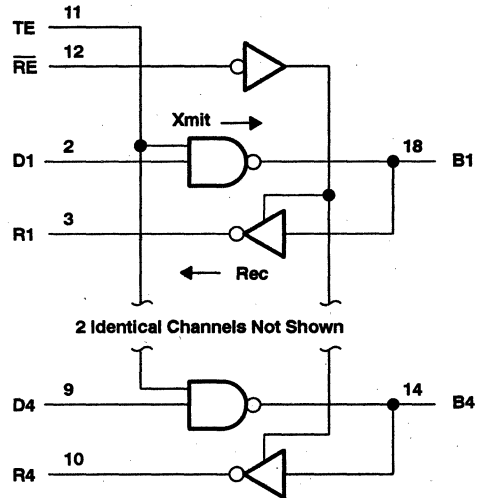 TE 11
RE 12
Xmit
D1 2 18 B1
R1 3
Rec
2 Identical Channels Not Shown
D4 9 14 B4
R4 10